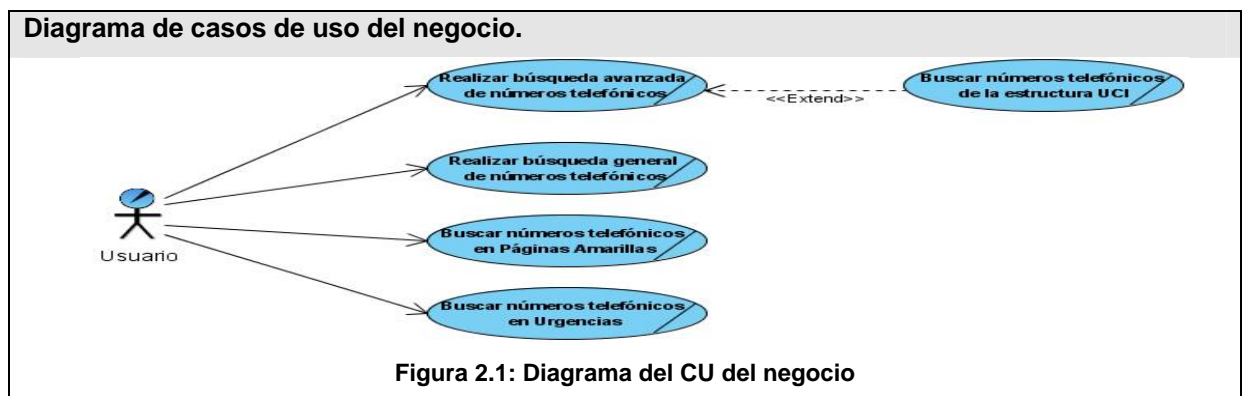 Diagrama de casos de uso del negocio.
Realizar búsqueda avanzada
de números telefónicos
<<Extend>>
Buscar números telefónicos
de la estructura UCI
Realizar búsqueda general
de números telefónicos
Buscar números telefónicos
en Páginas Amarillas
Usuario
Buscar números telefónicos
en Urgencias
Figura 2.1: Diagrama del CU del negocio